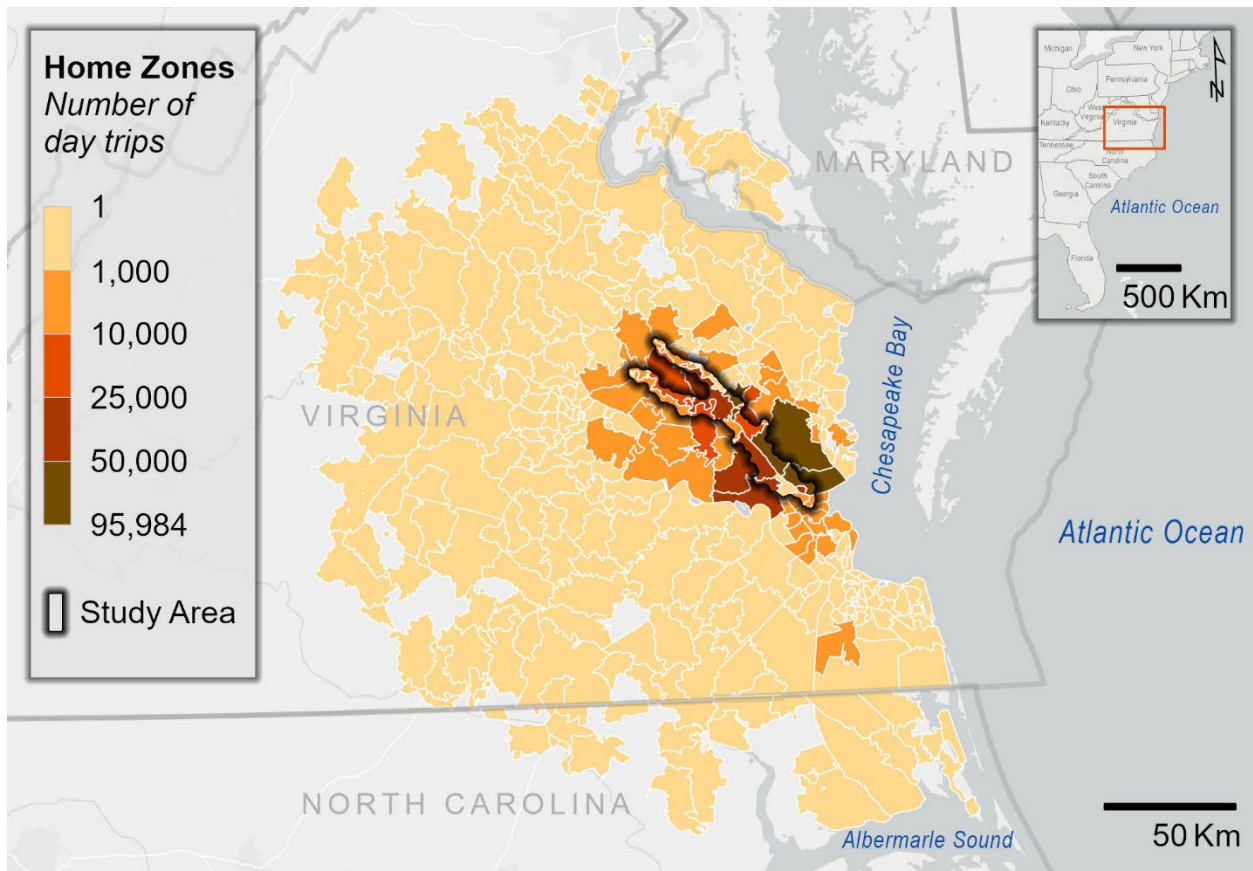 Home Zones
Number of
day trips
1
1,000
10,000
25,000
50,000
95,984
Study Area
MARYLAND
VIRGINIA
NORTH CAROLINA
Chesapeake Bay
Atlantic Ocean
Albermarle Sound
50 Km
Michigan
New York
Pennsylvania
Ohio
West
Virginia
Kentucky
Virginia
Tennessee
North
Carolina
South
Carolina
Georgia
Atlantic Ocean
Florida
500 Km
N